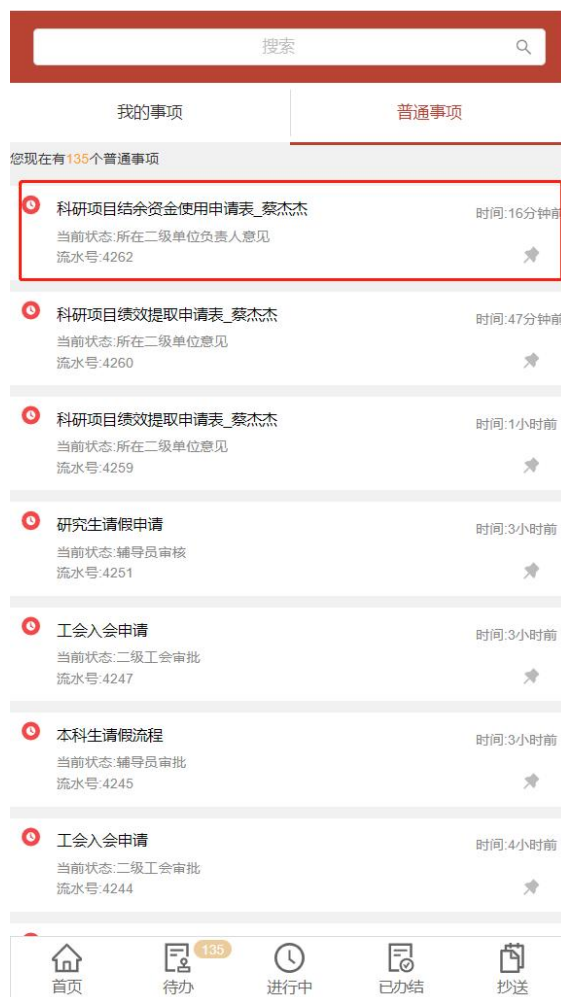 搜索
我的事项
普通事项
您现在有135个普通事项
科研项目结余资金使用申请表_蔡杰杰
时间:16分钟前
当前状态:所在二级单位负责人意见
流水号:4262
科研项目绩效提取申请表_蔡杰杰
时间:47分钟前
当前状态:所在二级单位意见
流水号:4260
科研项目绩效提取申请表_蔡杰杰
时间:1小时前
当前状态:所在二级单位意见
流水号:4259
研究生请假申请
时间:3小时前
当前状态:辅导员审核
流水号:4251
工会入会申请
时间:3小时前
当前状态:二级工会审批
流水号:4247
本科生请假流程
时间:3小时前
当前状态:辅导员审批
流水号:4245
工会入会申请
时间:4小时前
当前状态:二级工会审批
流水号:4244
135
首页
待办
进行中
已办结
抄送